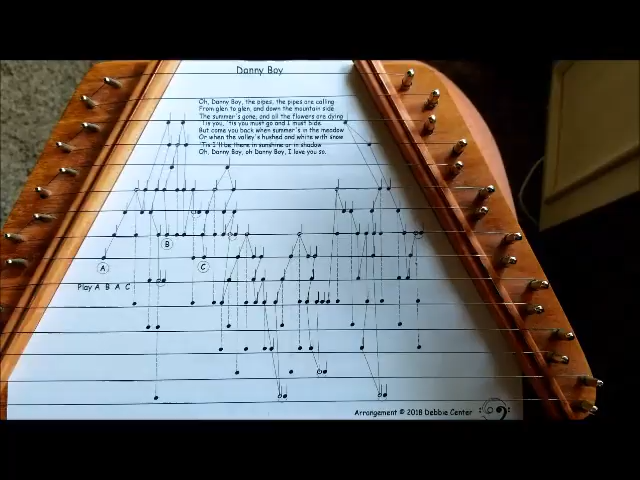 Danny Boy
Oh, Danny Boy, the pipes, the pipes are calling
From glen to glen, and down the mountain side
The summer's gone, and all the flowers are dying
'Tis you, 'tis you must go and I must bide.
But come you back when summer's in the meadow
Or when the valley's hushed and white with snow
'Tis I'll be there in sunshine or in shadow
Oh, Danny Boy, oh Danny Boy, I love you so.
B
A
C
Play A B A C
Arrangement © 2018 Debbie Center